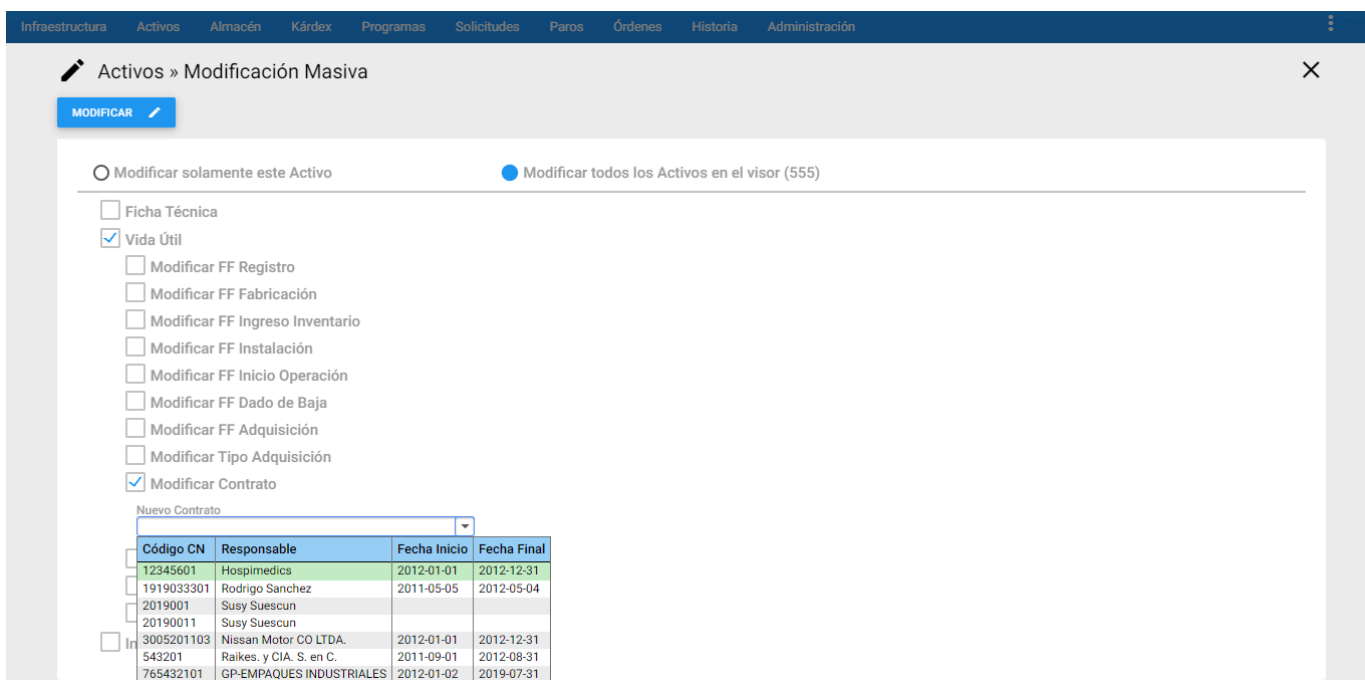 Infraestructura Activos Almacén Kárdex Programas Solicitudes Paros Órdenes Historia Administración
Activos » Modificación Masiva
MODIFICAR
Modificar solamente este Activo Modificar todos los Activos en el visor (555)
Ficha Técnica
Vida Útil
Modificar FF Registro
Modificar FF Fabricación
Modificar FF Ingreso Inventario
Modificar FF Instalación
Modificar FF Inicio Operación
Modificar FF Dado de Baja
Modificar FF Adquisición
Modificar Tipo Adquisición
Modificar Contrato
Nuevo Contrato
Código CN Responsable Fecha Inicio Fecha Final
12345601 Hospimedics 2012-01-01 2012-12-31
1919033301 Rodrigo Sanchez 2011-05-05 2012-05-04
2019001 Susy Suescun
20190011 Susy Suescun
In 3005201103 Nissan Motor CO LTDA. 2012-01-01 2012-12-31
543201 Raikes. y CIA. S. en C. 2011-09-01 2012-08-31
765432101 GP-EMPAQUES INDUSTRIALES 2012-01-02 2019-07-31